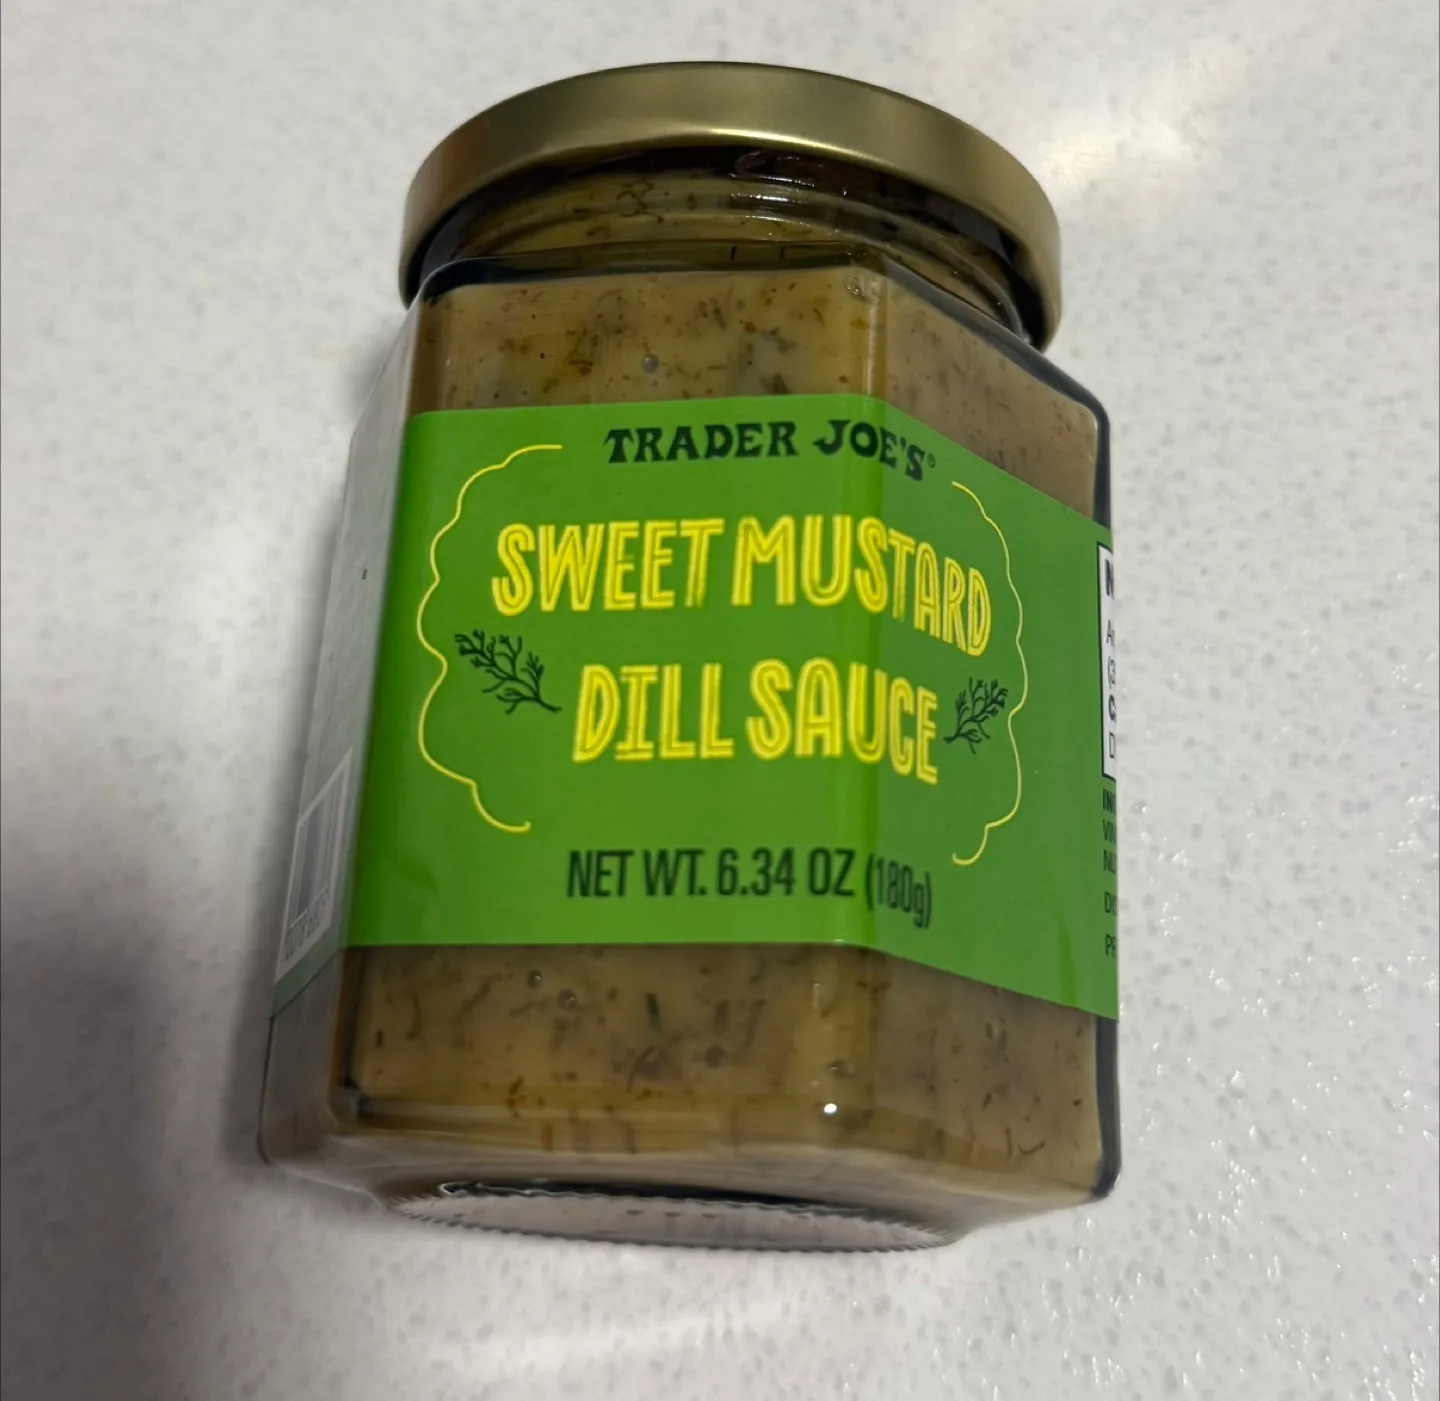 TRADER JOE'S®
SWEET MUSTARD
DILL SAUCE
NET WT. 6.34 OZ (180g)